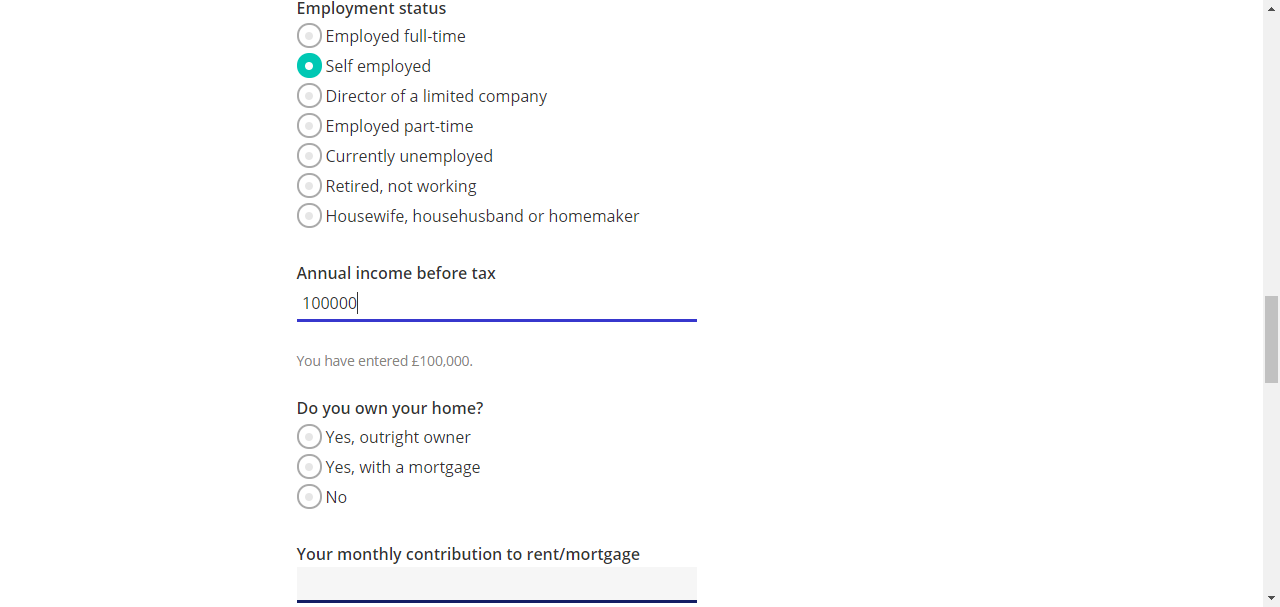 Employment status
Employed full-time
Self employed
Director of a limited company
Employed part-time
Currently unemployed
Retired, not working
Housewife, househusband or homemaker
Annual income before tax
100000
You have entered £100,000.
Do you own your home?
Yes, outright owner
Yes, with a mortgage
No
Your monthly contribution to rent/mortgage